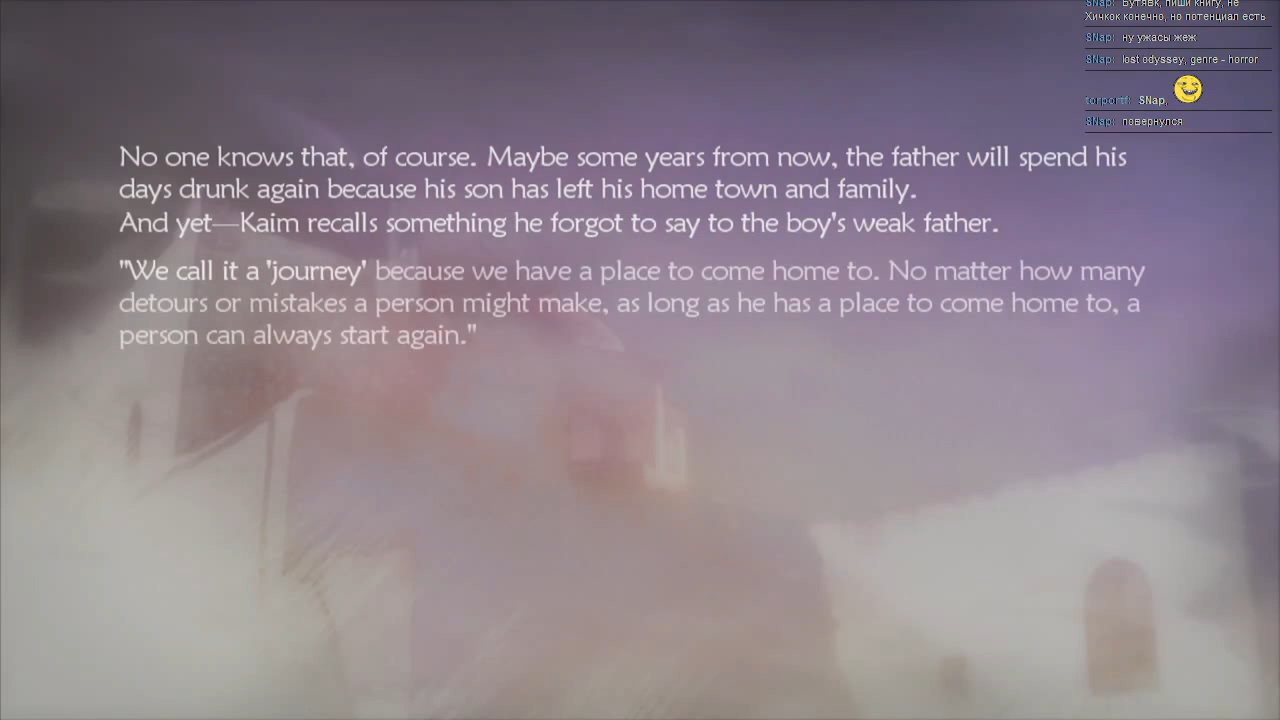 No one knows that, of course. Maybe some years from now, the father will spend his
days drunk again because his son has left his home town and family.
And yet—Kaim recalls something he forgot to say to the boy's weak father.
"We call it a 'journey' because we have a place to come home to. No matter how many
detours or mistakes a person might make, as long as he has a place to come home to, a
person can always start again."
SNap: Бутявк, пиши книгу, не
Хичкок конечно, но потенциал есть
SNap: ну ужасы жеж
SNap: lost odyssey, genre - horror
torportf: SNap,
SNap: повернулся